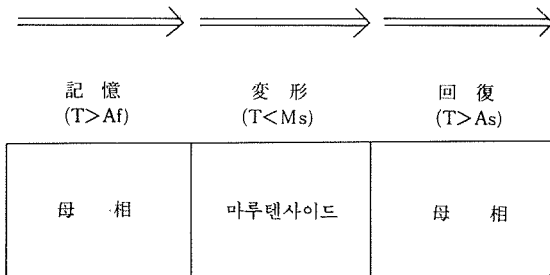 記憶 変形 回復
(T>Af) (T<Ms) (T>As)
母相 마루텐사이드 母相